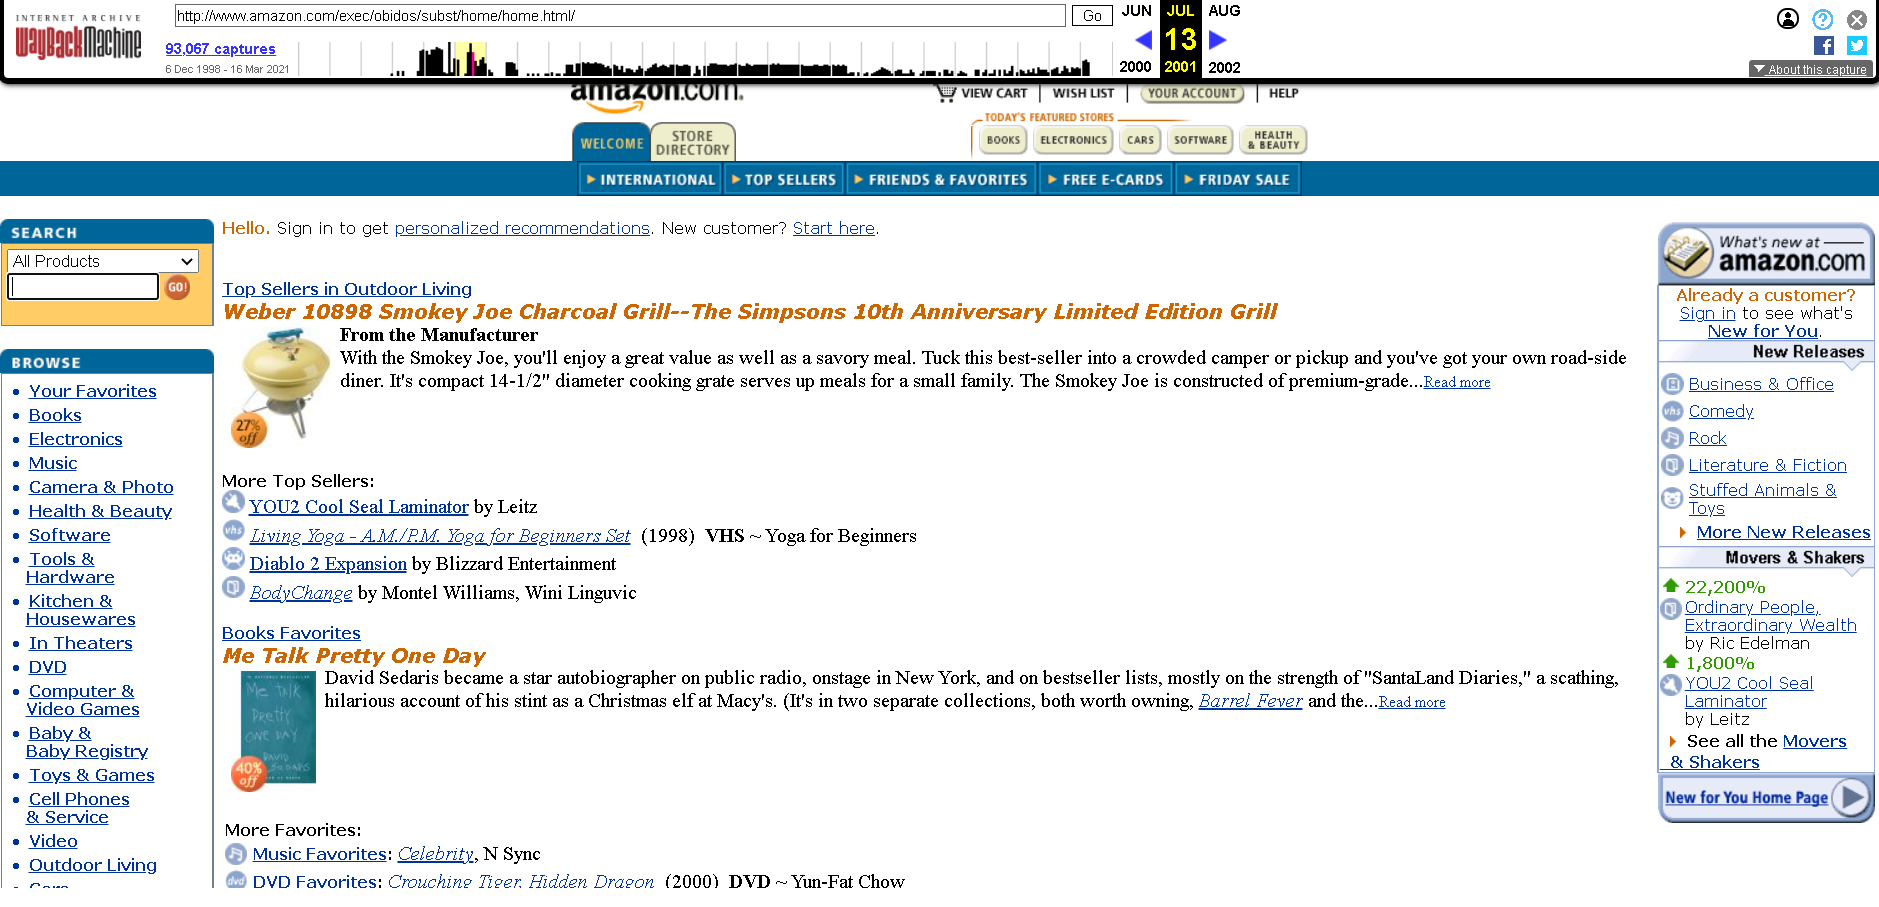 INTERNET ARCHIVE
WayBackMachine
http://www.amazon.com/exec/obidos/subst/home/home.html/
Go
JUN
JUL
AUG
93,067 captures
13
6 Dec 1998 - 16 Mar 2021
2000
2001
2002
About this capture
amazon.com.
VIEW CART
WISH LIST
YOUR ACCOUNT
HELP
TODAY'S FEATURED STORES
WELCOME
STORE
DIRECTORY
BOOKS
ELECTRONICS
CARS
SOFTWARE
HEALTH
& BEAUTY
INTERNATIONAL
TOP SELLERS
FRIENDS & FAVORITES
FREE E-CARDS
FRIDAY SALE
SEARCH
All Products
GO!
BROWSE
• Your Favorites
• Books
• Electronics
• Music
• Camera & Photo
• Health & Beauty
• Software
• Tools &
Hardware
• Kitchen &
Housewares
• In Theaters
• DVD
• Computer &
Video Games
• Baby &
Baby Registry
• Toys & Games
• Cell Phones
& Service
• Video
• Outdoor Living
• Cars
Hello. Sign in to get personalized recommendations. New customer? Start here.
Top Sellers in Outdoor Living
Weber 10898 Smokey Joe Charcoal Grill--The Simpsons 10th Anniversary Limited Edition Grill
From the Manufacturer
With the Smokey Joe, you'll enjoy a great value as well as a savory meal. Tuck this best-seller into a crowded camper or pickup and you've got your own road-side
diner. It's compact 14-1/2" diameter cooking grate serves up meals for a small family. The Smokey Joe is constructed of premium-grade...Read more
27%
off
More Top Sellers:
YOU2 Cool Seal Laminator by Leitz
vhs Living Yoga - A.M./P.M. Yoga for Beginners Set (1998) VHS ~ Yoga for Beginners
Diablo 2 Expansion by Blizzard Entertainment
BodyChange by Montel Williams, Wini Linguvic
Books Favorites
Me Talk Pretty One Day
David Sedaris became a star autobiographer on public radio, onstage in New York, and on bestseller lists, mostly on the strength of "SantaLand Diaries," a scathing,
hilarious account of his stint as a Christmas elf at Macy's. (It's in two separate collections, both worth owning, Barrel Fever and the...Read more
Me Talk
Pretty
ONE DAY
DAVID
SEDARIS
40%
off
More Favorites:
Music Favorites: Celebrity, N Sync
dvd DVD Favorites: Crouching Tiger, Hidden Dragon (2000) DVD ~ Yun-Fat Chow
What's new at
amazon.com
Already a customer?
Sign in to see what's
New for You.
New Releases
Business & Office
vhs Comedy
Rock
Literature & Fiction
Stuffed Animals &
Toys
More New Releases
Movers & Shakers
22,200%
Ordinary People,
Extraordinary Wealth
by Ric Edelman
1,800%
YOU2 Cool Seal
Laminator
by Leitz
See all the Movers
& Shakers
New for You Home Page